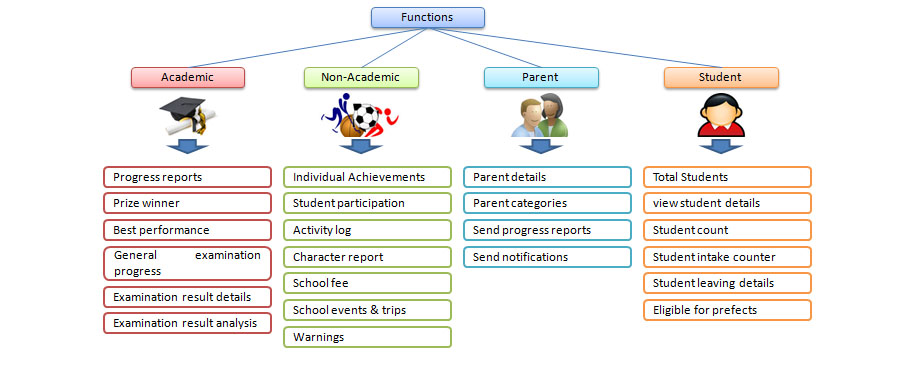 Functions
Academic
Non-Academic
Parent
Student
Progress reports
Prize winner
Best performance
General examination
progress
Examination result details
Examination result analysis
Individual Achievements
Student participation
Activity log
Character report
School fee
School events & trips
Warnings
Parent details
Parent categories
Send progress reports
Send notifications
Total Students
view student details
Student count
Student intake counter
Student leaving details
Eligible for prefects